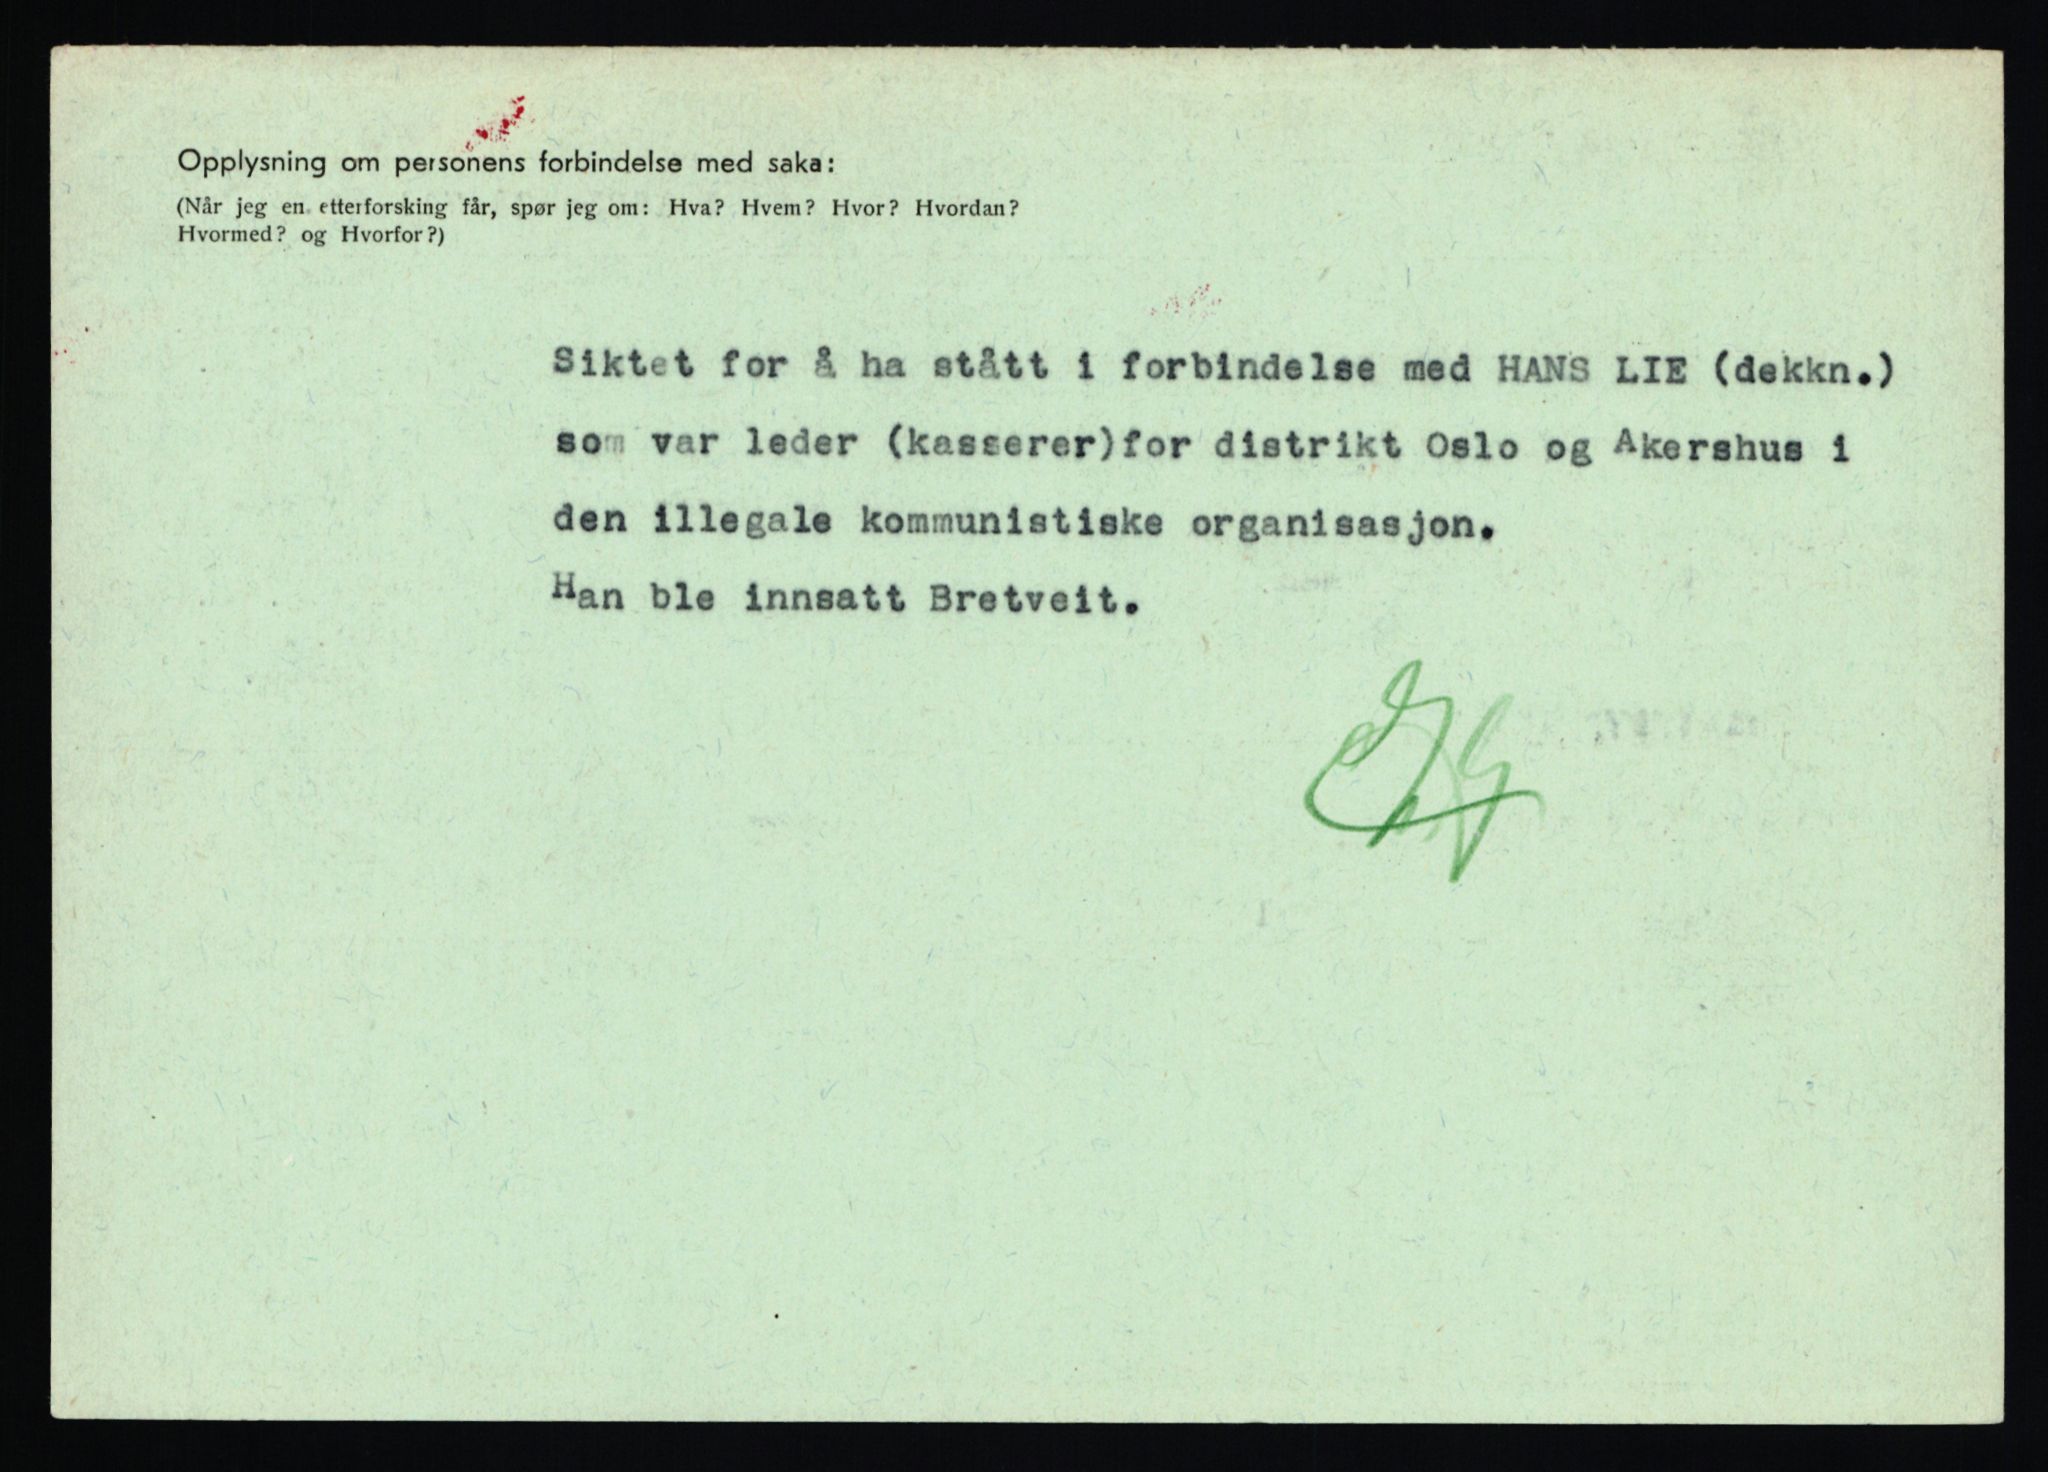 Opplysning om personens forbindelse med saka:
(Når jeg en etterforsking får, spør jeg om: Hva? Hvem? Hvor? Hvordan?
Hvormed? og Hvorfor?)
Siktet for å ha stått i forbindelse med HANS LIE (dekkn.)
som var leder (kasserer)for distrikt Oslo og Akershus i
den illegale kommunistiske organisasjon.
Han ble innsatt Bretveit.